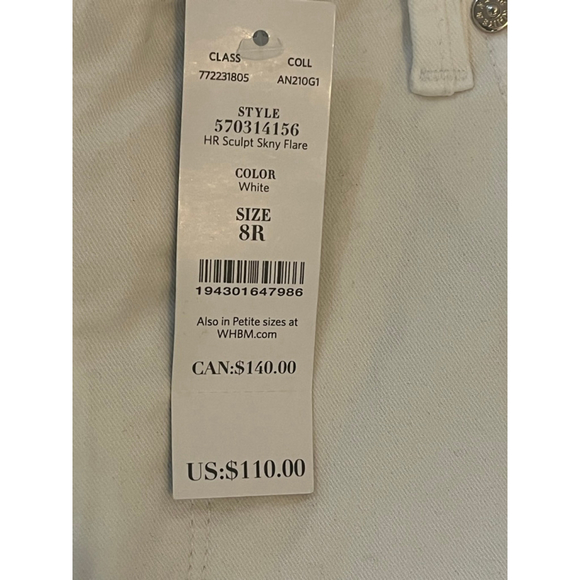 CLASS COLL
772231805 AN210G1
STYLE
570314156
HR Sculpt Skny Flare
COLOR
White
SIZE
8R
194301647986
Also in Petite sizes at
WHBM.com
CAN:$140.00
US:$110.00